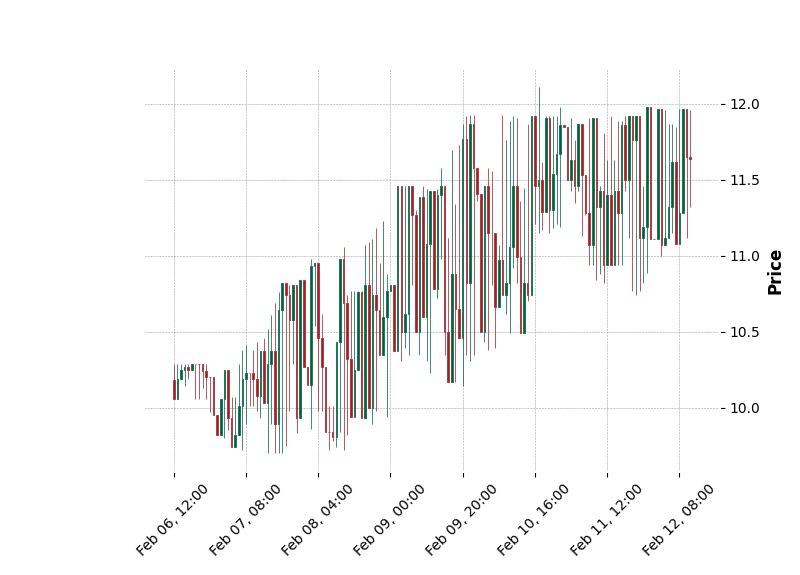 12.0
11.5
11.0
10.5
10.0
Price
Feb 06, 12:00
Feb 07, 08:00
Feb 08, 04:00
Feb 09, 00:00
Feb 09, 20:00
Feb 10, 16:00
Feb 11, 12:00
Feb 12, 08:00